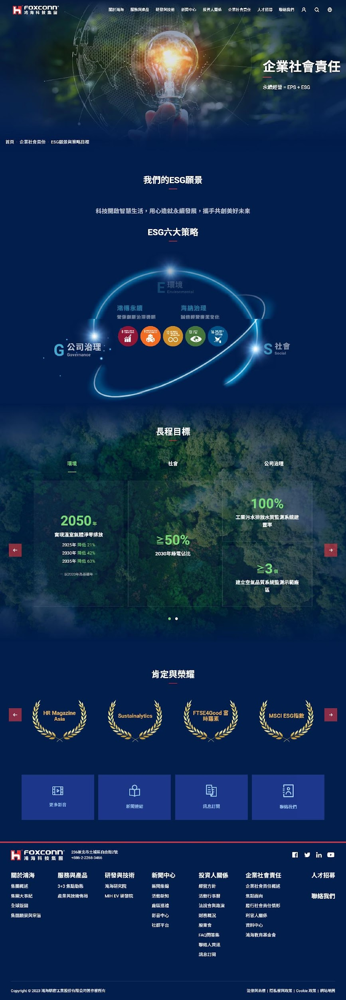 FOXCONN®
鴻海科技集團
關於鴻海 服務與產品 研發與技術 新聞中心 投資人關係 企業社會責任 人才招募 聯絡我們
企業社會責任
永續經營 = EPS + ESG
首頁 企業社會責任 ESG願景與策略目標
我們的ESG願景
科技開啟智慧生活，用心造就永續發展，攜手共創美好未來
ESG六大策略
E 環境
Environmental
鴻傳永續 海納治理
營運創新治理透明 誠信經營廉潔文化
8 9 12 13 16
G 公司治理
Governance
S 社會
Social
長程目標
環境 社會 公司治理
2050年
實現溫室氣體淨零排放
2025年 降低 21%
2030年 降低 42%
2035年 降低 63%
－ 以2020年為基礎年 －
≧50%
2030年綠電佔比
100%
工業污水排放水質監測系統建
置率
≧3個
建立空氣品質系統監測示範廠
區
肯定與榮耀
HR Magazine
Asia
Sustainalytics
FTSE4Good 富
時羅素
MSCI ESG指數
更多影音 新聞連結 訊息訂閱 聯絡我們
FOXCONN®
鴻海科技集團
236新北市土城區自由街2號
+886-2-2268-3466
關於鴻海
集團概述
集團大事紀
全球版圖
集團願景與宗旨
服務與產品
3+3 焦點動態
產業與技術佈局
研發與技術
鴻海研究院
MIH EV 研發院
新聞中心
新聞集錦
活動新知
廠區巡禮
影音中心
社群平台
投資人關係
經營方針
活動行事曆
法說會與路演
財務概況
股東會
FAQ問答集
聯絡人資訊
訊息訂閱
企業社會責任
企業社會責任概述
焦點面向
履行社會責任情形
利害人關係
資料中心
鴻海教育基金會
人才招募
聯絡我們
Copyright © 2023 鴻海精密工業股份有限公司著作權所有
法律與商標 | 隱私權與政策 | Cookie 政策 | 網站地圖